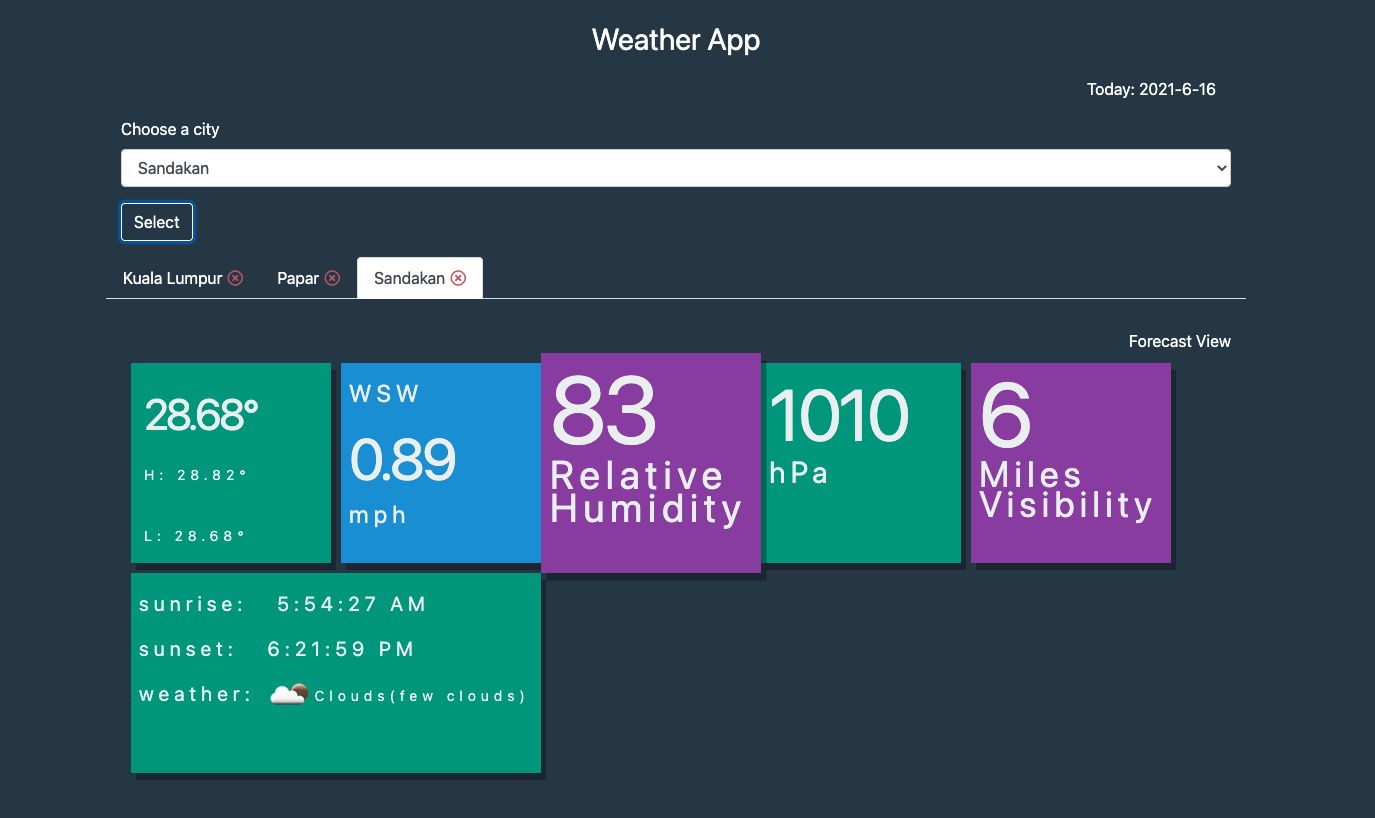 Weather App
Today: 2021-6-16
Choose a city
Sandakan
Select
Kuala Lumpur
Papar
Sandakan
Forecast View
28.68°
H: 28.82°
L: 28.68°
WSW
0.89
mph
83
Relative
Humidity
1010
hPa
6
Miles
Visibility
sunrise: 5:54:27 AM
sunset: 6:21:59 PM
weather: Clouds(few clouds)